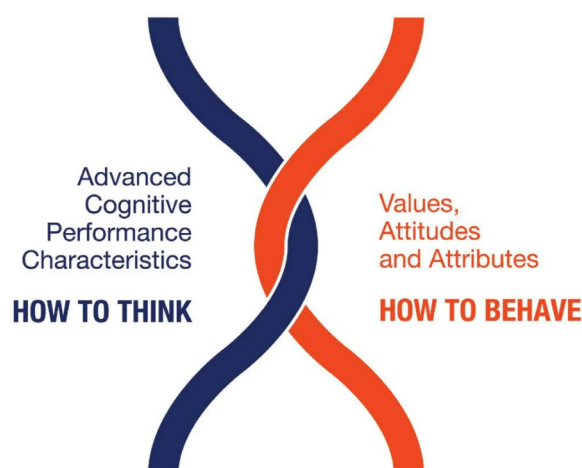 Advanced
Cognitive
Performance
Characteristics
HOW TO THINK
Values,
Attitudes
and Attributes
HOW TO BEHAVE